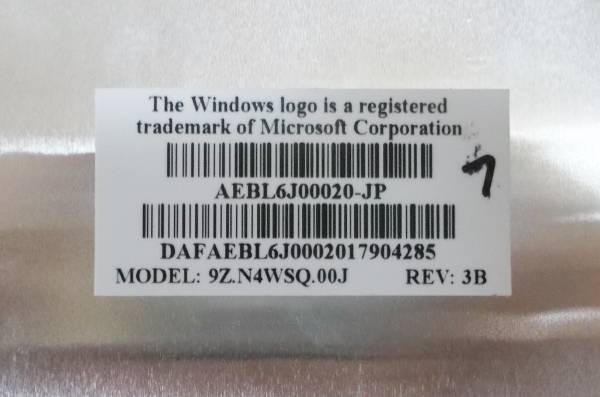 The Windows logo is a registered
trademark of Microsoft Corporation
AEBL6J00020-JP
DAFAEBL6J0002017904285
MODEL: 9Z.N4WSQ.00J REV: 3B